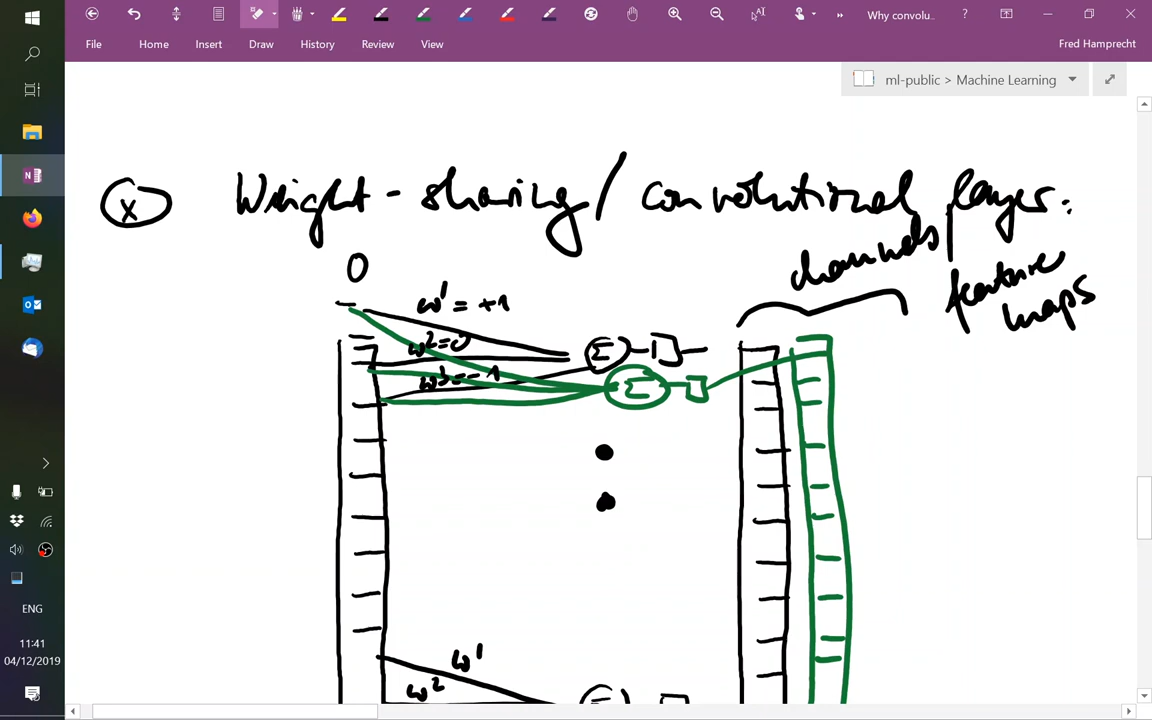 Why convolu...
File Home Insert Draw History Review View
Fred Hamprecht
ml-public > Machine Learning
x Weight-sharing/convolutional layer:
channels/feature maps
0
w¹ = +1
w²=0
w³=-1
Σ
Σ
w¹
w²
Σ
ENG
11:41
04/12/2019